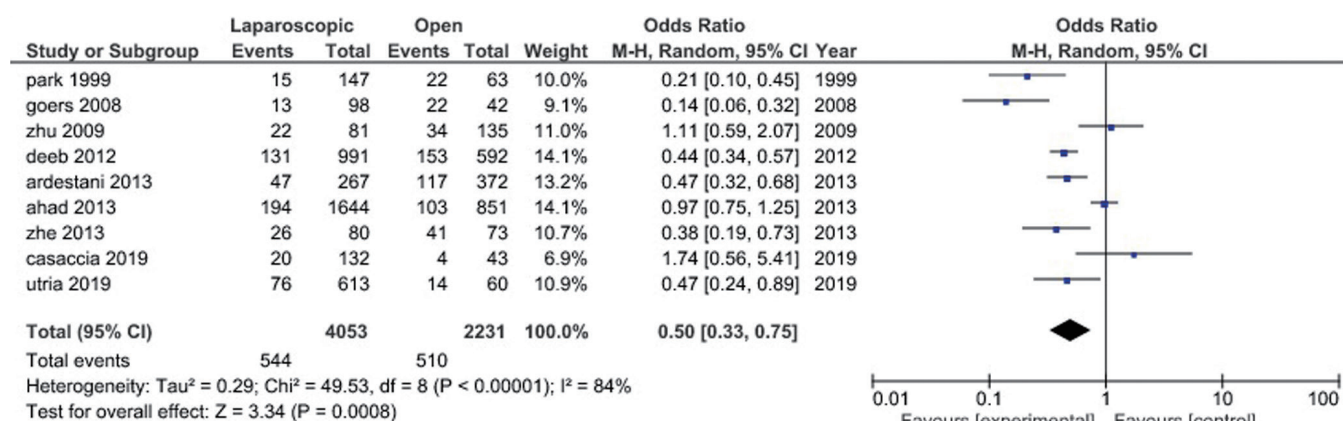 Laparoscopic Open Odds Ratio Odds Ratio
Study or Subgroup Events Total Events Total Weight M-H, Random, 95% CI Year M-H, Random, 95% CI
park 1999 15 147 22 63 10.0% 0.21 [0.10, 0.45] 1999
goers 2008 13 98 22 42 9.1% 0.14 [0.06, 0.32] 2008
zhu 2009 22 81 34 135 11.0% 1.11 [0.59, 2.07] 2009
deeb 2012 131 991 153 592 14.1% 0.44 [0.34, 0.57] 2012
ardestani 2013 47 267 117 372 13.2% 0.47 [0.32, 0.68] 2013
ahad 2013 194 1644 103 851 14.1% 0.97 [0.75, 1.25] 2013
zhe 2013 26 80 41 73 10.7% 0.38 [0.19, 0.73] 2013
casaccia 2019 20 132 4 43 6.9% 1.74 [0.56, 5.41] 2019
utria 2019 76 613 14 60 10.9% 0.47 [0.24, 0.89] 2019
Total (95% CI) 4053 2231 100.0% 0.50 [0.33, 0.75]
Total events 544 510
Heterogeneity: Tau² = 0.29; Chi² = 49.53, df = 8 (P < 0.00001); I² = 84%
Test for overall effect: Z = 3.34 (P = 0.0008)
0.01 0.1 1 10 100
Favours [experimental] Favours [control]